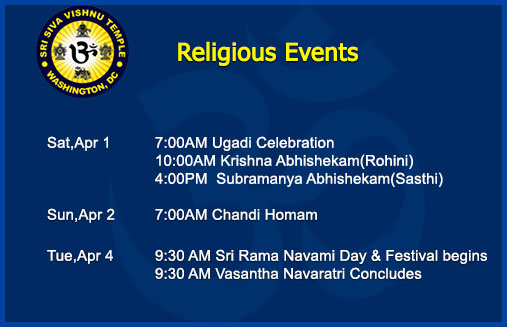 SRI SIVA VISHNU TEMPLE
ॐ
WASHINGTON, DC
Religious Events
Sat,Apr 1 7:00AM Ugadi Celebration
10:00AM Krishna Abhishekam(Rohini)
4:00PM Subramanya Abhishekam(Sasthi)
Sun,Apr 2 7:00AM Chandi Homam
Tue,Apr 4 9:30 AM Sri Rama Navami Day & Festival begins
9:30 AM Vasantha Navaratri Concludes